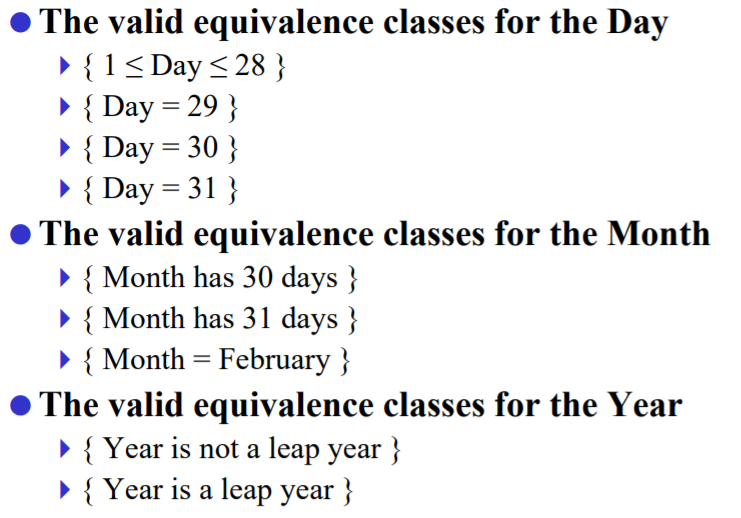 ● The valid equivalence classes for the Day
▶ { 1 ≤ Day ≤ 28 }
▶ { Day = 29 }
▶ { Day = 30 }
▶ { Day = 31 }
● The valid equivalence classes for the Month
▶ { Month has 30 days }
▶ { Month has 31 days }
▶ { Month = February }
● The valid equivalence classes for the Year
▶ { Year is not a leap year }
▶ { Year is a leap year }